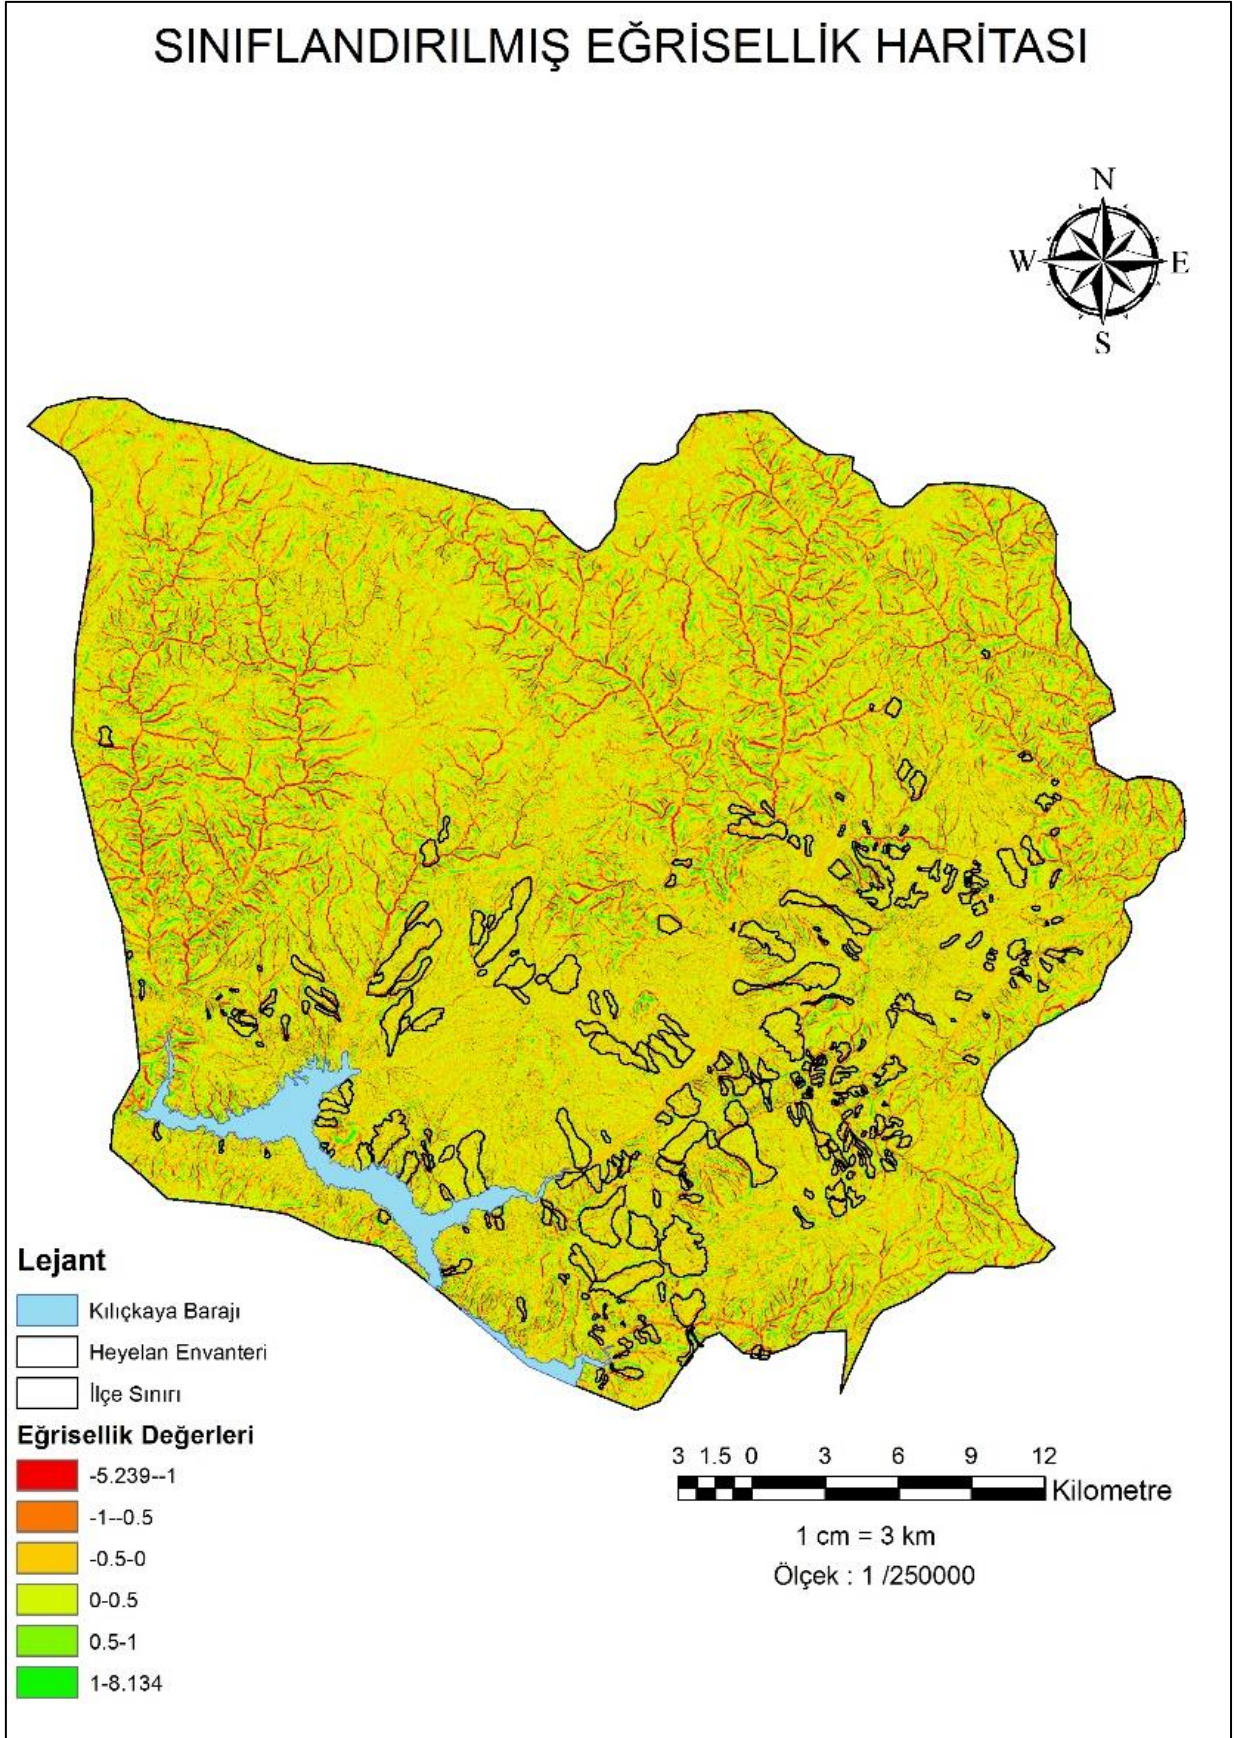 SINIFLANDIRILMIŞ EĞRİSELLİK HARİTASI
N
W E
S
Lejant
Kılıçkaya Barajı
Heyelan Envanteri
İlçe Sınırı
Eğrisellik Değerleri
-5.239--1
-1--0.5
-0.5-0
0-0.5
0.5-1
1-8.134
3 1.5 0 3 6 9 12
Kilometre
1 cm = 3 km
Ölçek : 1 /250000